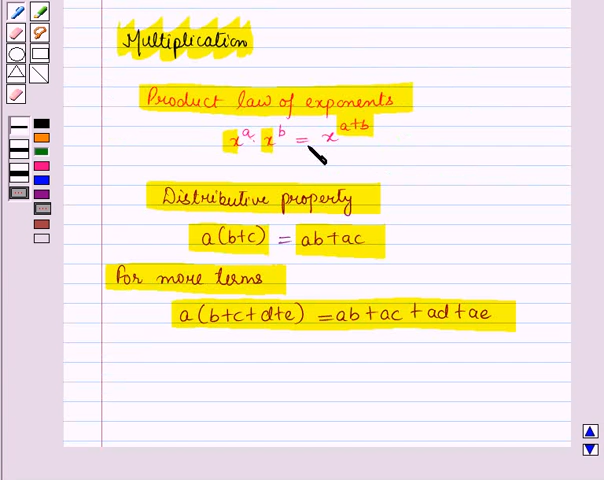 Multiplication
Product law of exponents
x^a · x^b = x^{a+b}
Distributive property
a(b+c) = ab+ac
For more terms
a(b+c+d+e) = ab+ac+ad+ae